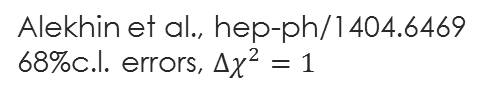 Alekhin et al., hep-ph/1404.6469
68%c.l. errors, Δχ² = 1